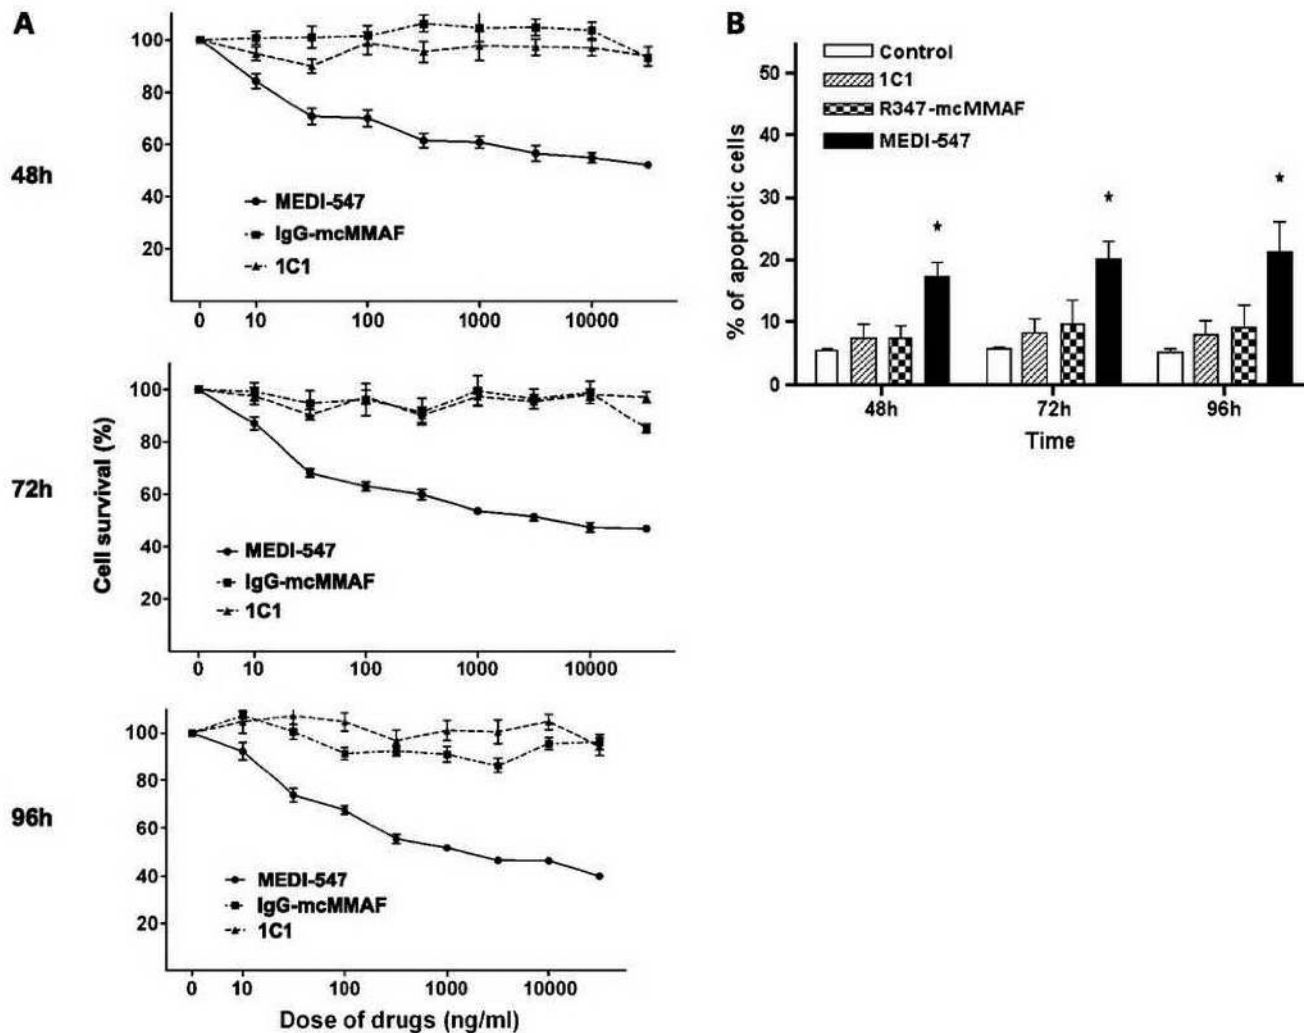 A
48h
100
80
60
40
20
MEDI-547
IgG-mcMMAF
1C1
0 10 100 1000 10000
72h
Cell survival (%)
100
80
60
40
20
MEDI-547
IgG-mcMMAF
1C1
0 10 100 1000 10000
96h
100
80
60
40
20
MEDI-547
IgG-mcMMAF
1C1
0 10 100 1000 10000
Dose of drugs (ng/ml)
B
% of apoptotic cells
50
40
30
20
10
0
Control
1C1
R347-mcMMAF
MEDI-547
* * *
48h 72h 96h
Time